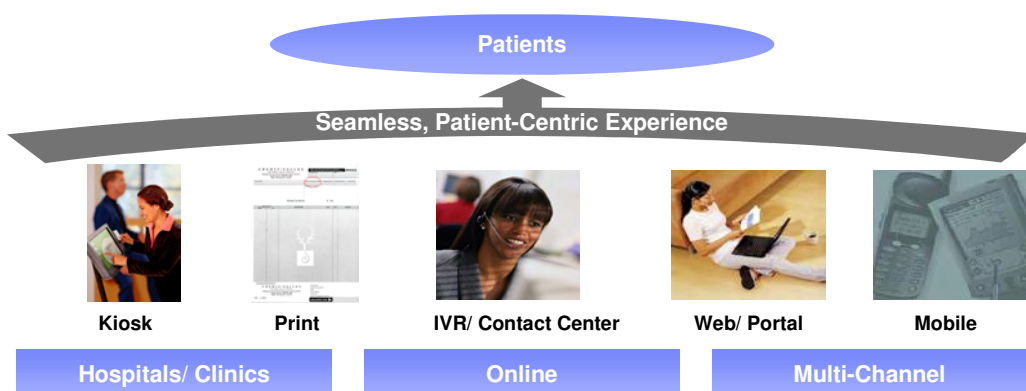 Patients
Seamless, Patient-Centric Experience
Kiosk
Print
IVR/ Contact Center
Web/ Portal
Mobile
Hospitals/ Clinics
Online
Multi-Channel